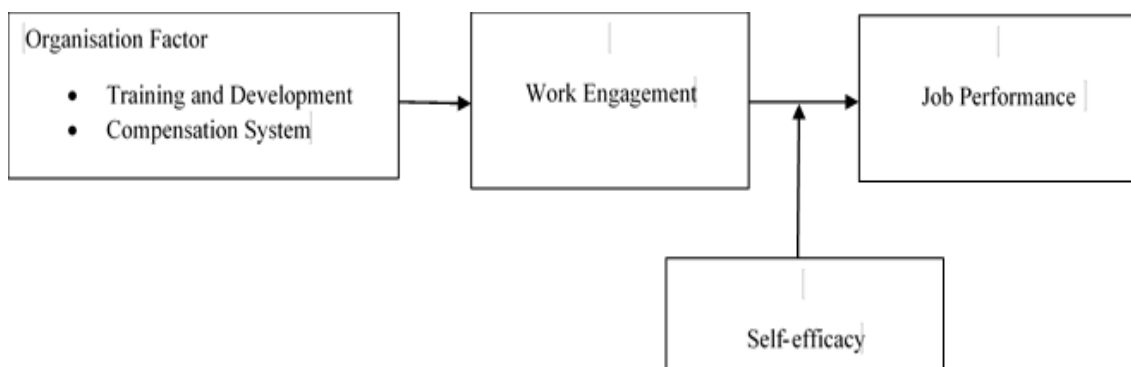 Organisation Factor
• Training and Development
• Compensation System
Work Engagement
Job Performance
Self-efficacy